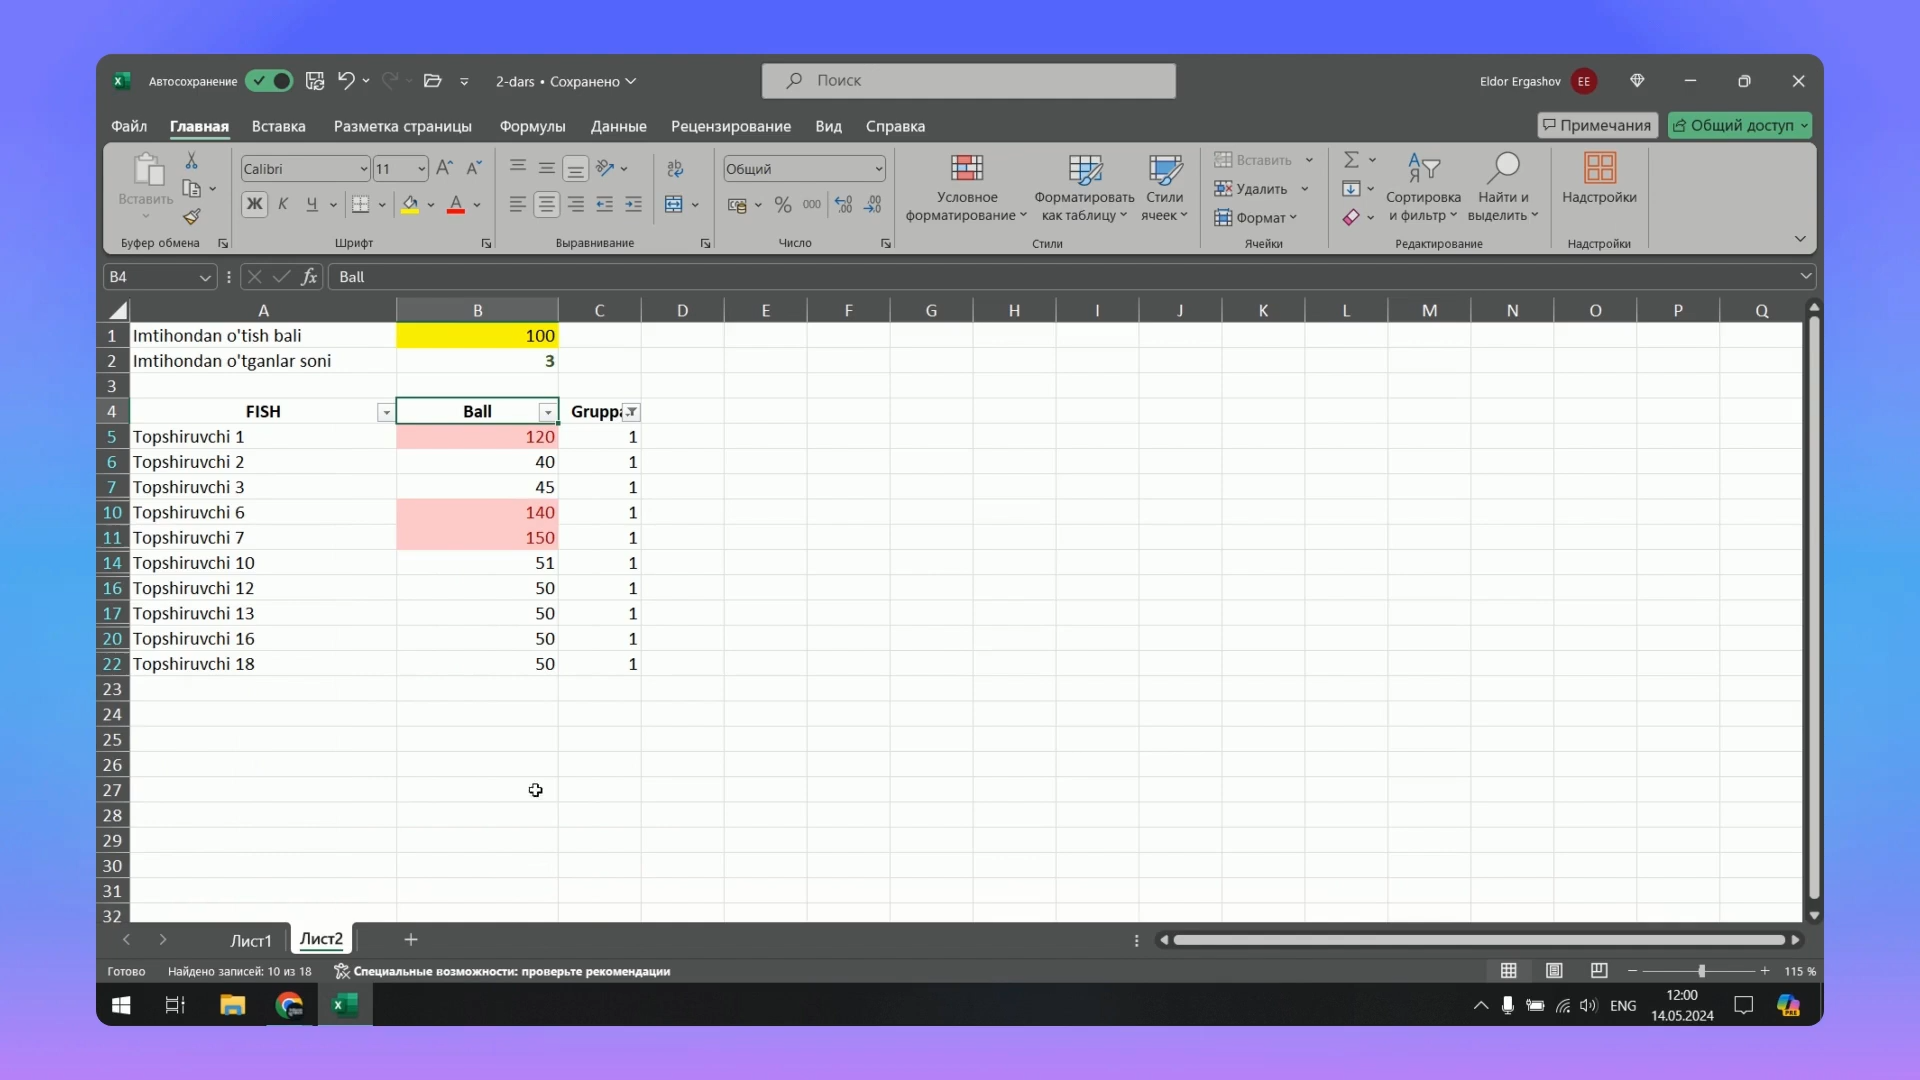 Автосохранение
2-dars • Сохранено
Поиск
Eldor Ergashov EE
Файл Главная Вставка Разметка страницы Формулы Данные Рецензирование Вид Справка
Примечания Общий доступ
Вставить
Буфер обмена
Calibri 11
Ж К Ч А
Шрифт
Выравнивание
Общий
% 000
Число
Условное форматирование
Форматировать как таблицу
Стили ячеек
Стили
Вставить
Удалить
Формат
Ячейки
Сортировка и фильтр
Найти и выделить
Редактирование
Надстройки
Надстройки
B4 fx Ball
A B C D E F G H I J K L M N O P Q
1 Imtihondan o'tish bali 100
2 Imtihondan o'tganlar soni 3
3
4 FISH Ball Gruppa
5 Topshiruvchi 1 120 1
6 Topshiruvchi 2 40 1
7 Topshiruvchi 3 45 1
10 Topshiruvchi 6 140 1
11 Topshiruvchi 7 150 1
14 Topshiruvchi 10 51 1
16 Topshiruvchi 12 50 1
17 Topshiruvchi 13 50 1
20 Topshiruvchi 16 50 1
22 Topshiruvchi 18 50 1
23
24
25
26
27
28
29
30
31
32
Лист1 Лист2
Готово Найдено записей: 10 из 18 Специальные возможности: проверьте рекомендации 115 %
ENG 12:00
14.05.2024